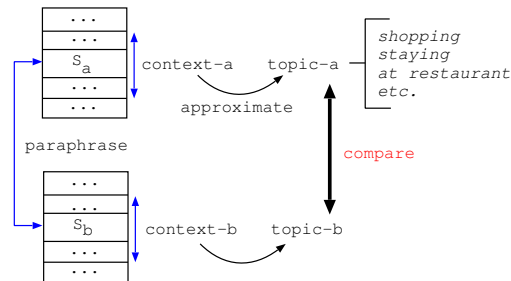 ...
...
Sa
...
...
context-a
topic-a
shopping
staying
at restaurant
etc.
approximate
paraphrase
compare
...
...
Sb
...
...
context-b
topic-b